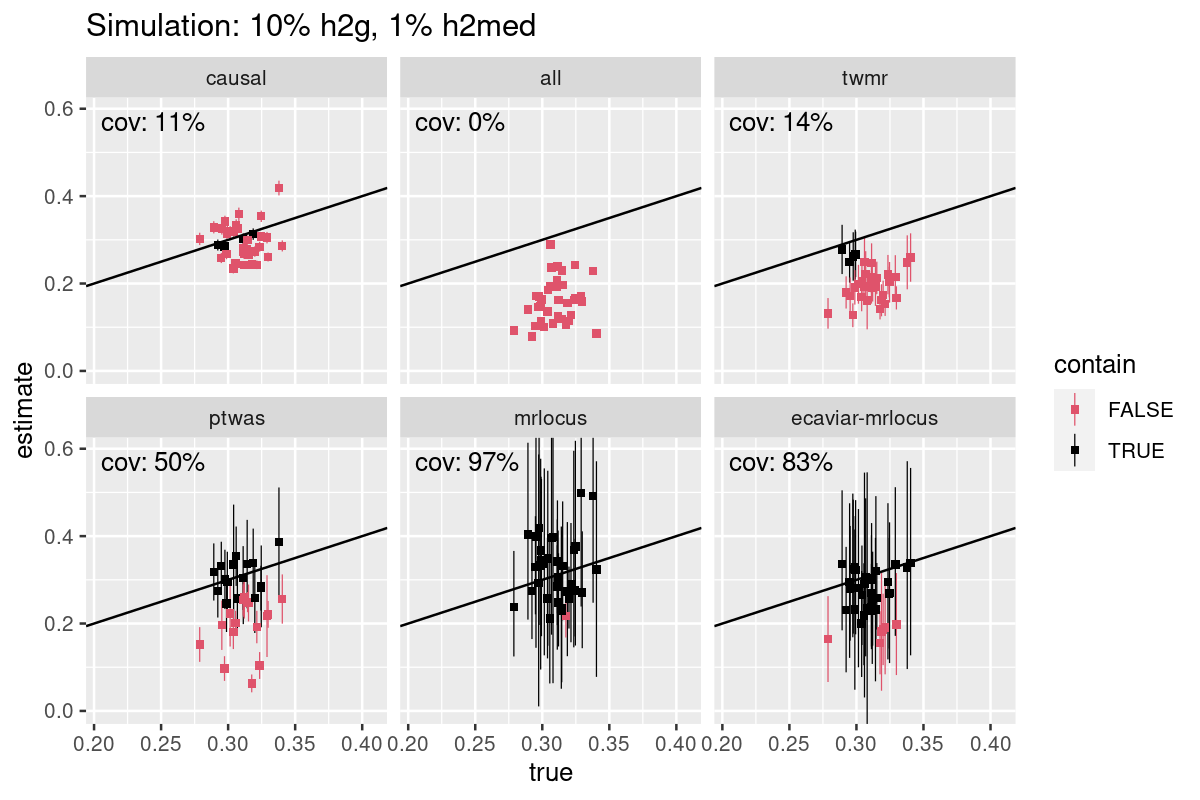 Simulation: 10% h2g, 1% h2med
causal all twmr
cov: 11% cov: 0% cov: 14%
0.6
0.4
0.2
0.0
ptwas mrlocus ecaviar-mrlocus
cov: 50% cov: 97% cov: 83%
0.6
0.4
0.2
0.0
0.20 0.25 0.30 0.35 0.40 0.20 0.25 0.30 0.35 0.40 0.20 0.25 0.30 0.35 0.40
true
estimate
contain
FALSE
TRUE